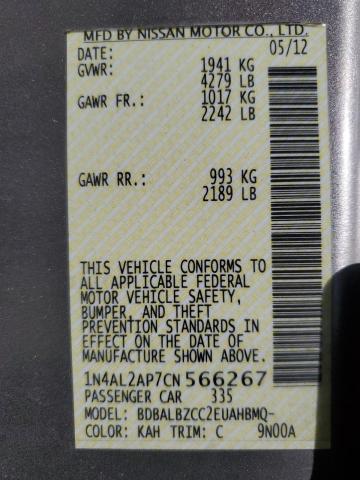 MFD BY NISSAN MOTOR CO., LTD.
DATE: 05/12
GVWR: 1941 KG
4279 LB
GAWR FR.: 1017 KG
2242 LB
GAWR RR.: 993 KG
2189 LB
THIS VEHICLE CONFORMS TO
ALL APPLICABLE FEDERAL
MOTOR VEHICLE SAFETY,
BUMPER, AND THEFT
PREVENTION STANDARDS IN
EFFECT ON THE DATE OF
MANUFACTURE SHOWN ABOVE.
1N4AL2AP7CN 566267
PASSENGER CAR 335
MODEL: BDBALBZCC2EUAHBMQ-
COLOR: KAH TRIM: C 9N00A